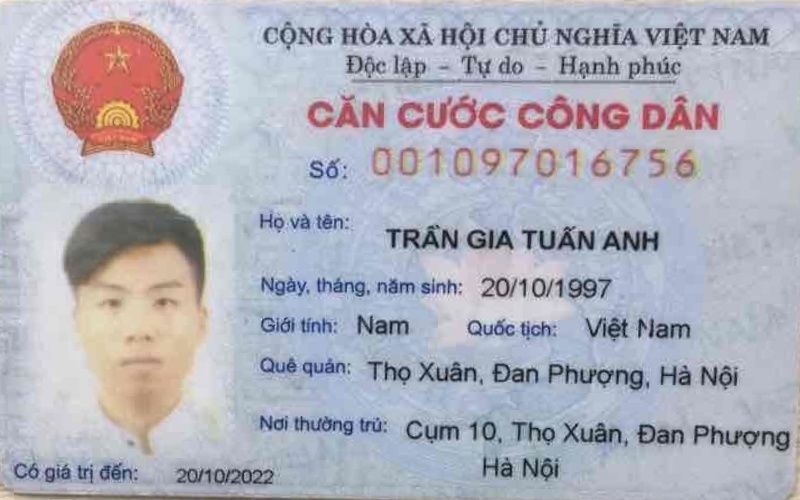 CỘNG HÒA XÃ HỘI CHỦ NGHĨA VIỆT NAM
Độc lập – Tự do – Hạnh phúc
CĂN CƯỚC CÔNG DÂN
Số: 001097016756
Họ và tên: TRẦN GIA TUẤN ANH
Ngày, tháng, năm sinh: 20/10/1997
Giới tính: Nam Quốc tịch: Việt Nam
Quê quán: Thọ Xuân, Đan Phượng, Hà Nội
Nơi thường trú: Cụm 10, Thọ Xuân, Đan Phượng
Hà Nội
Có giá trị đến: 20/10/2022